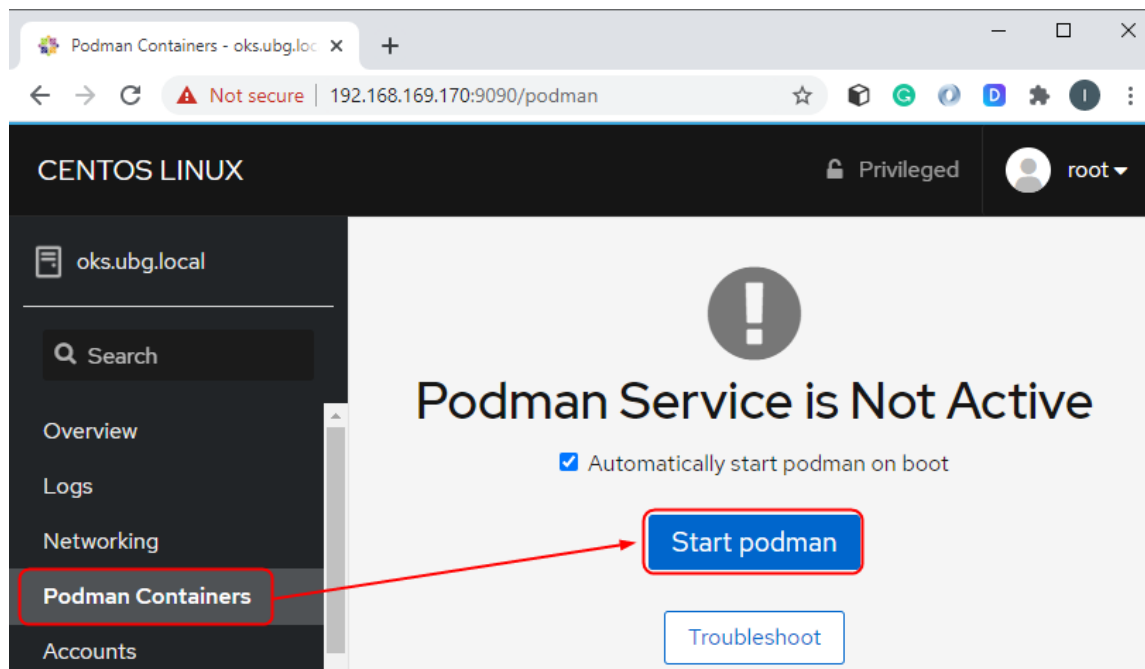 Podman Containers - oks.ubg.loc
Not secure | 192.168.169.170:9090/podman
CENTOS LINUX
Privileged
root
oks.ubg.local
Search
Overview
Logs
Networking
Podman Containers
Accounts
Podman Service is Not Active
Automatically start podman on boot
Start podman
Troubleshoot